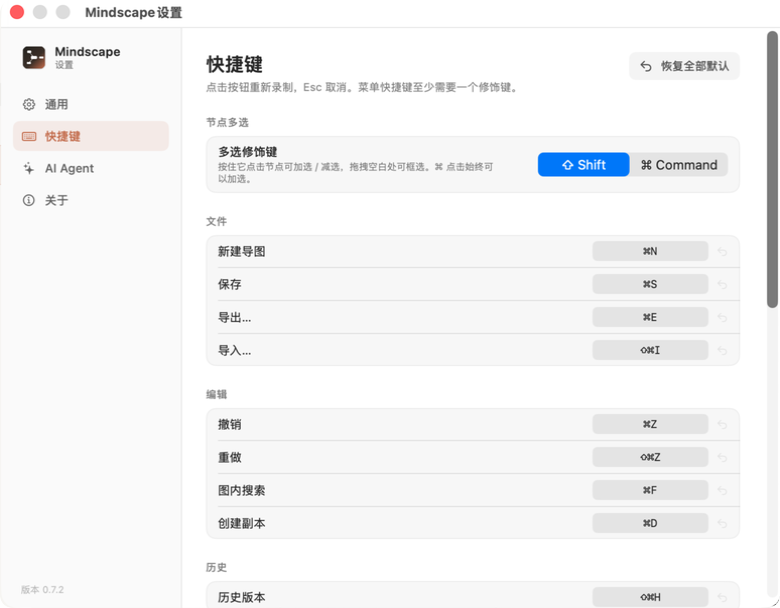 Mindscape设置
Mindscape
设置
通用
快捷键
AI Agent
关于
版本 0.7.2
快捷键
点击按钮重新录制，Esc 取消。菜单快捷键至少需要一个修饰键。
恢复全部默认
节点多选
多选修饰键
按住它点击节点可加选 / 减选，拖拽空白处可框选。⌘ 点击始终可
以加选。
⇧ Shift
⌘ Command
文件
新建导图 ⌘N
保存 ⌘S
导出... ⌘E
导入... ⇧⌘I
编辑
撤销 ⌘Z
重做 ⇧⌘Z
图内搜索 ⌘F
创建副本 ⌘D
历史
历史版本 ⇧⌘H